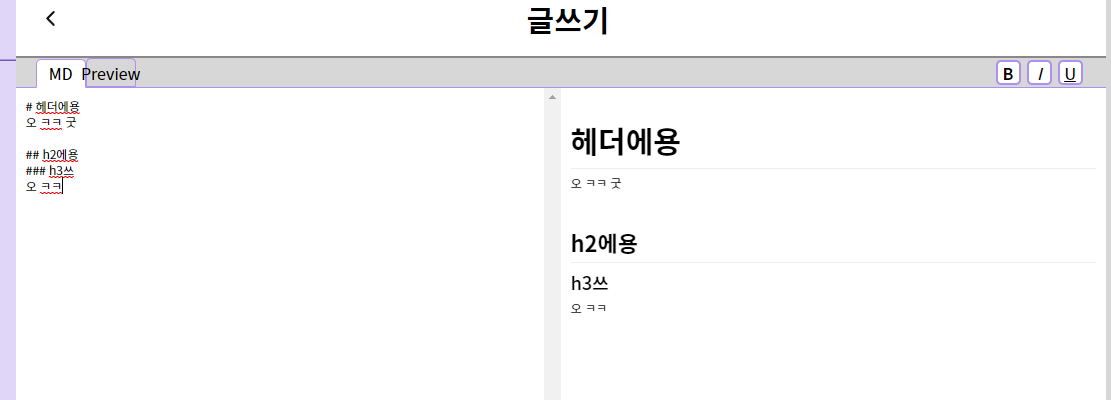 글쓰기
MD Preview B I U
# 헤더에용
오 ㅋㅋ 굿
## h2에용
### h3쓰
오 ㅋㅋ
헤더에용
오 ㅋㅋ 굿
h2에용
h3쓰
오 ㅋㅋ